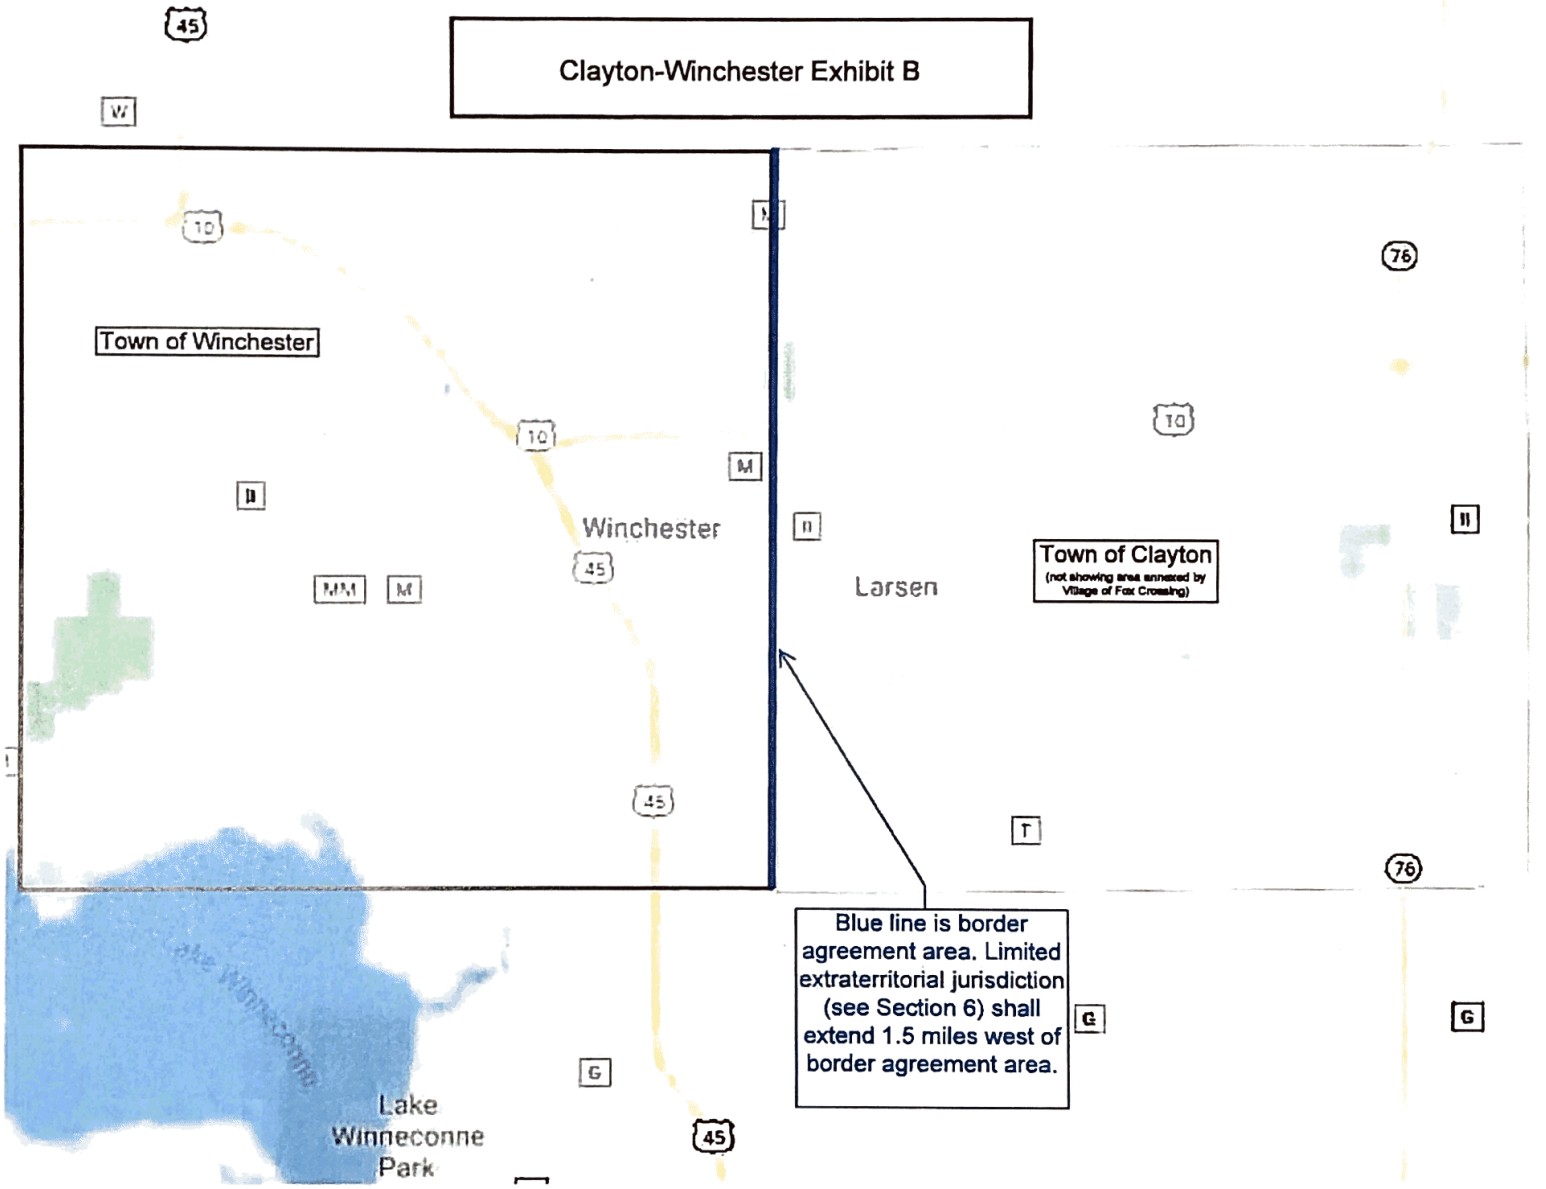 45
Clayton-Winchester Exhibit B
W
10
M
76
Town of Winchester
10
10
M
II
Winchester
II
II
Town of Clayton
(not showing area annexed by
Village of Fox Crossing)
45
MM
M
Larsen
45
T
76
Blue line is border
agreement area. Limited
extraterritorial jurisdiction
(see Section 6) shall
extend 1.5 miles west of
border agreement area.
Lake Winneconne
G
G
G
Lake
Winneconne
Park
45